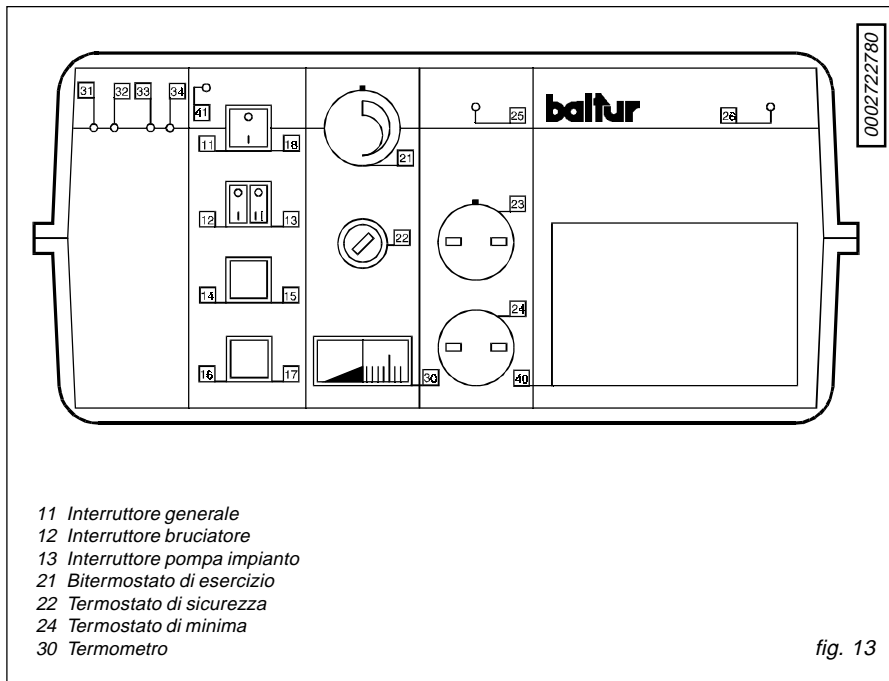 0002722780
31 32 33 34
41
25
baltur
26
11 18
21
12 13
23
22
14 15
24
16 17
30 40
11 Interruttore generale
12 Interruttore bruciatore
13 Interruttore pompa impianto
21 Bitermostato di esercizio
22 Termostato di sicurezza
24 Termostato di minima
30 Termometro
fig. 13